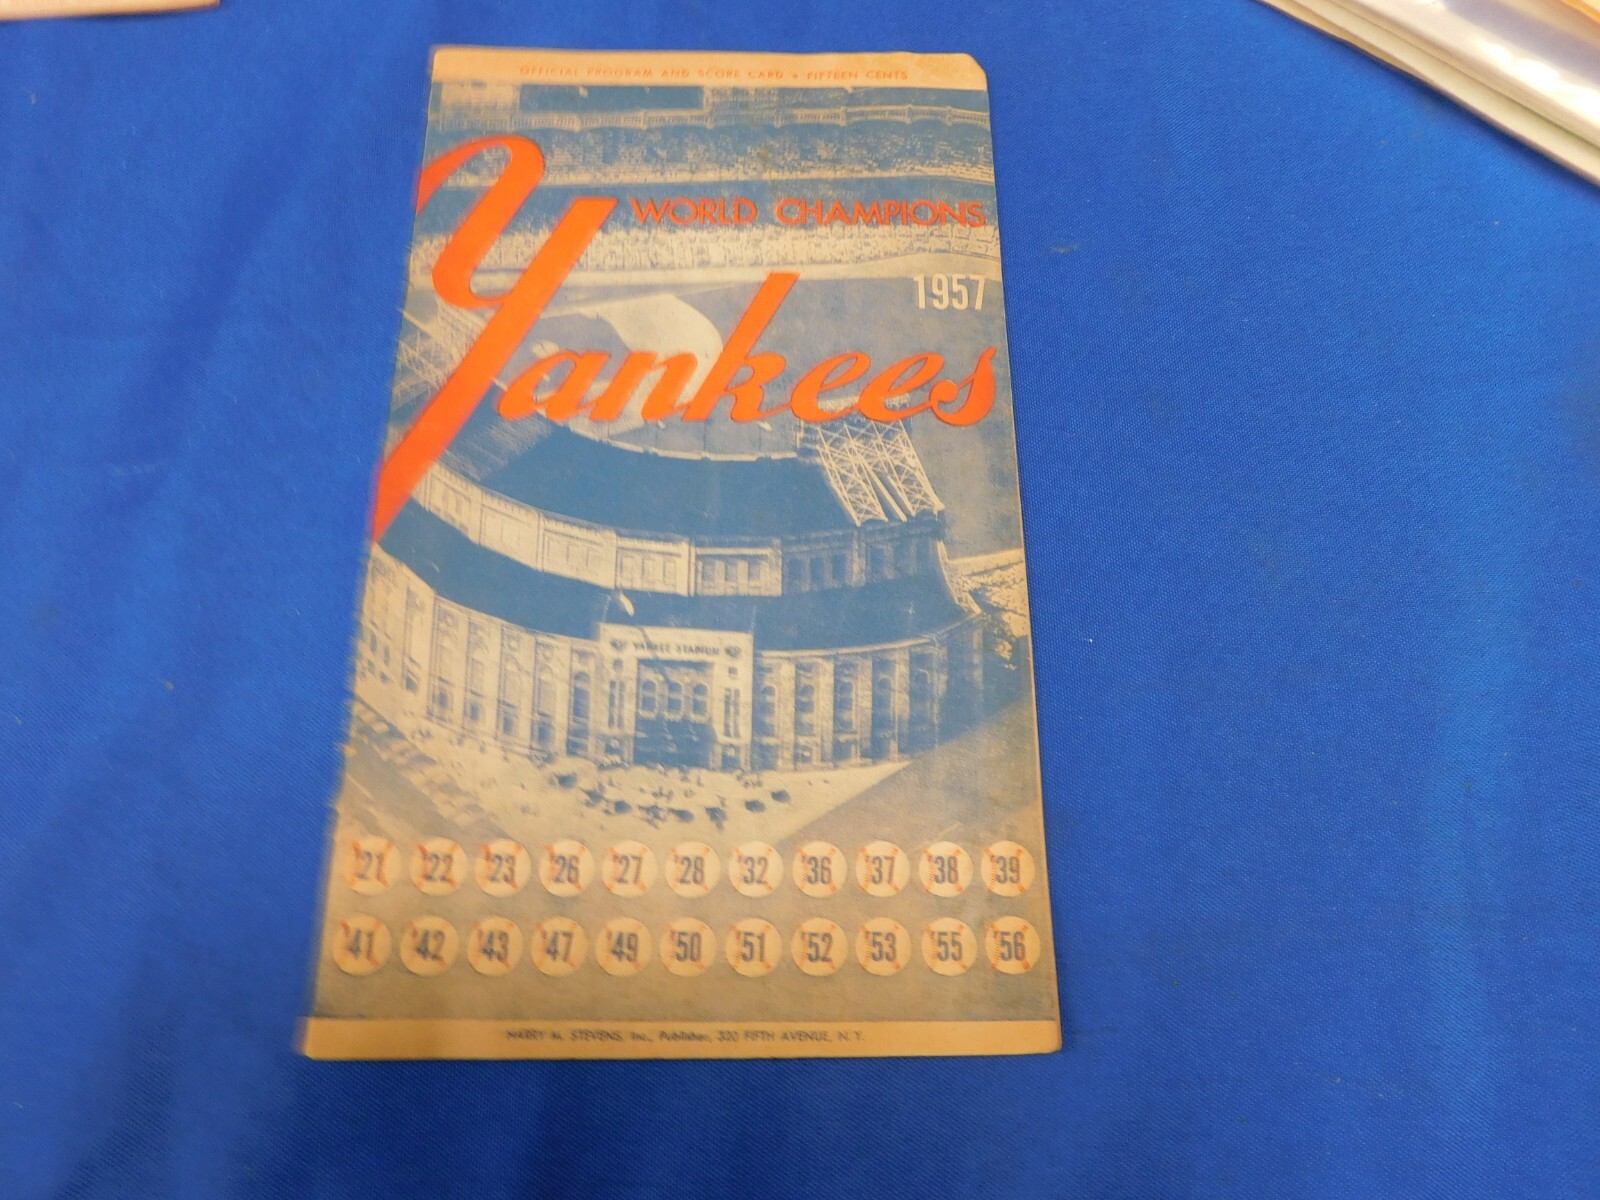 OFFICIAL PROGRAM AND SCORE CARD • FIFTEEN CENTS
WORLD CHAMPIONS
1957
Yankees
YANKEE STADIUM
'21 '22 '23 '26 '27 '28 '32 '36 '37 '38 '39
'41 '42 '43 '47 '49 '50 '51 '52 '53 '55 '56
HARRY M. STEVENS, Inc., Publisher, 320 FIFTH AVENUE, N. Y.